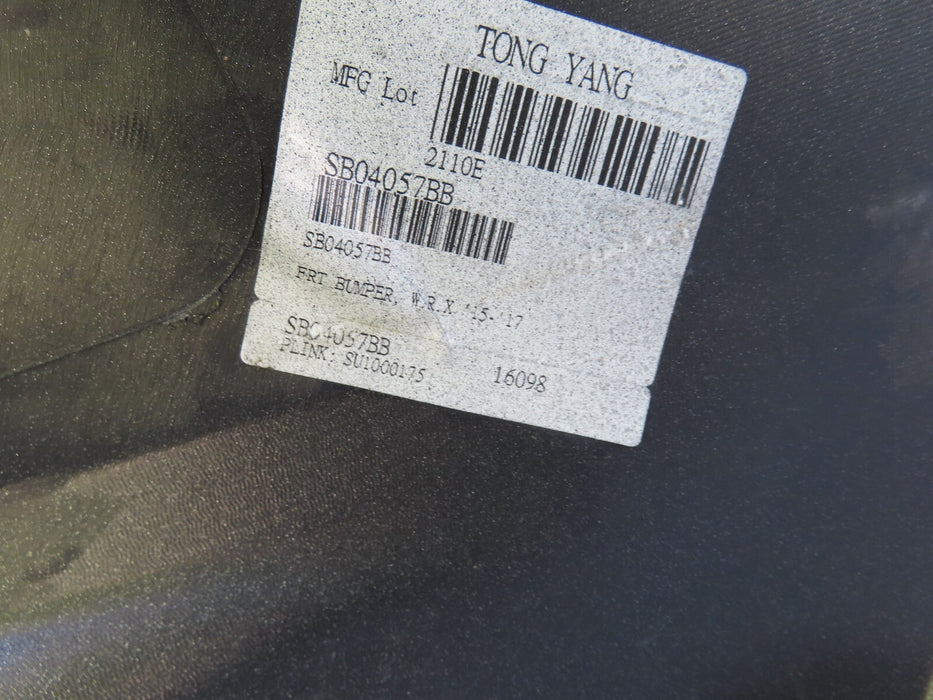 TONG YANG
MFG Lot
2110E
SB04057BB
SB04057BB
FRT BUMPER, W.R.X '15-'17
SB04057BB
PLINK: SU1000175 16098